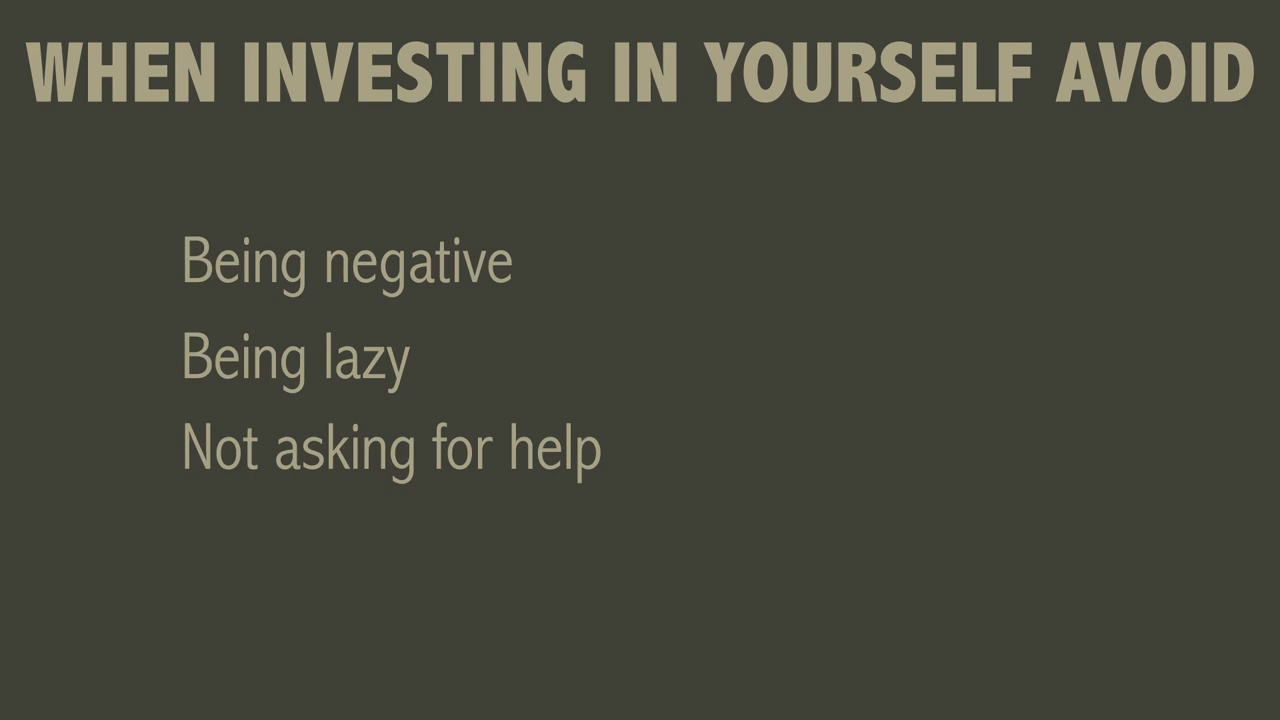 WHEN INVESTING IN YOURSELF AVOID
Being negative
Being lazy
Not asking for help